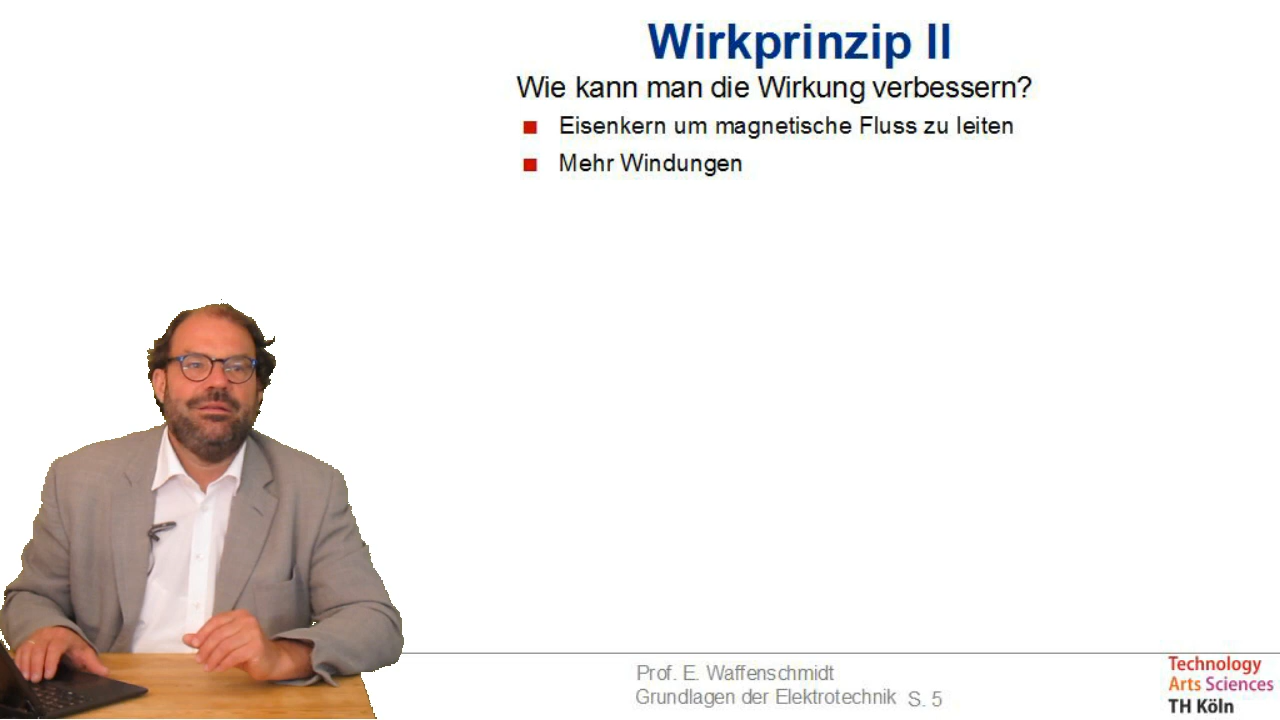 Wirkprinzip II
Wie kann man die Wirkung verbessern?
Eisenkern um magnetische Fluss zu leiten
Mehr Windungen
Prof. E. Waffenschmidt
Grundlagen der Elektrotechnik S. 5
Technology
Arts Sciences
TH Köln